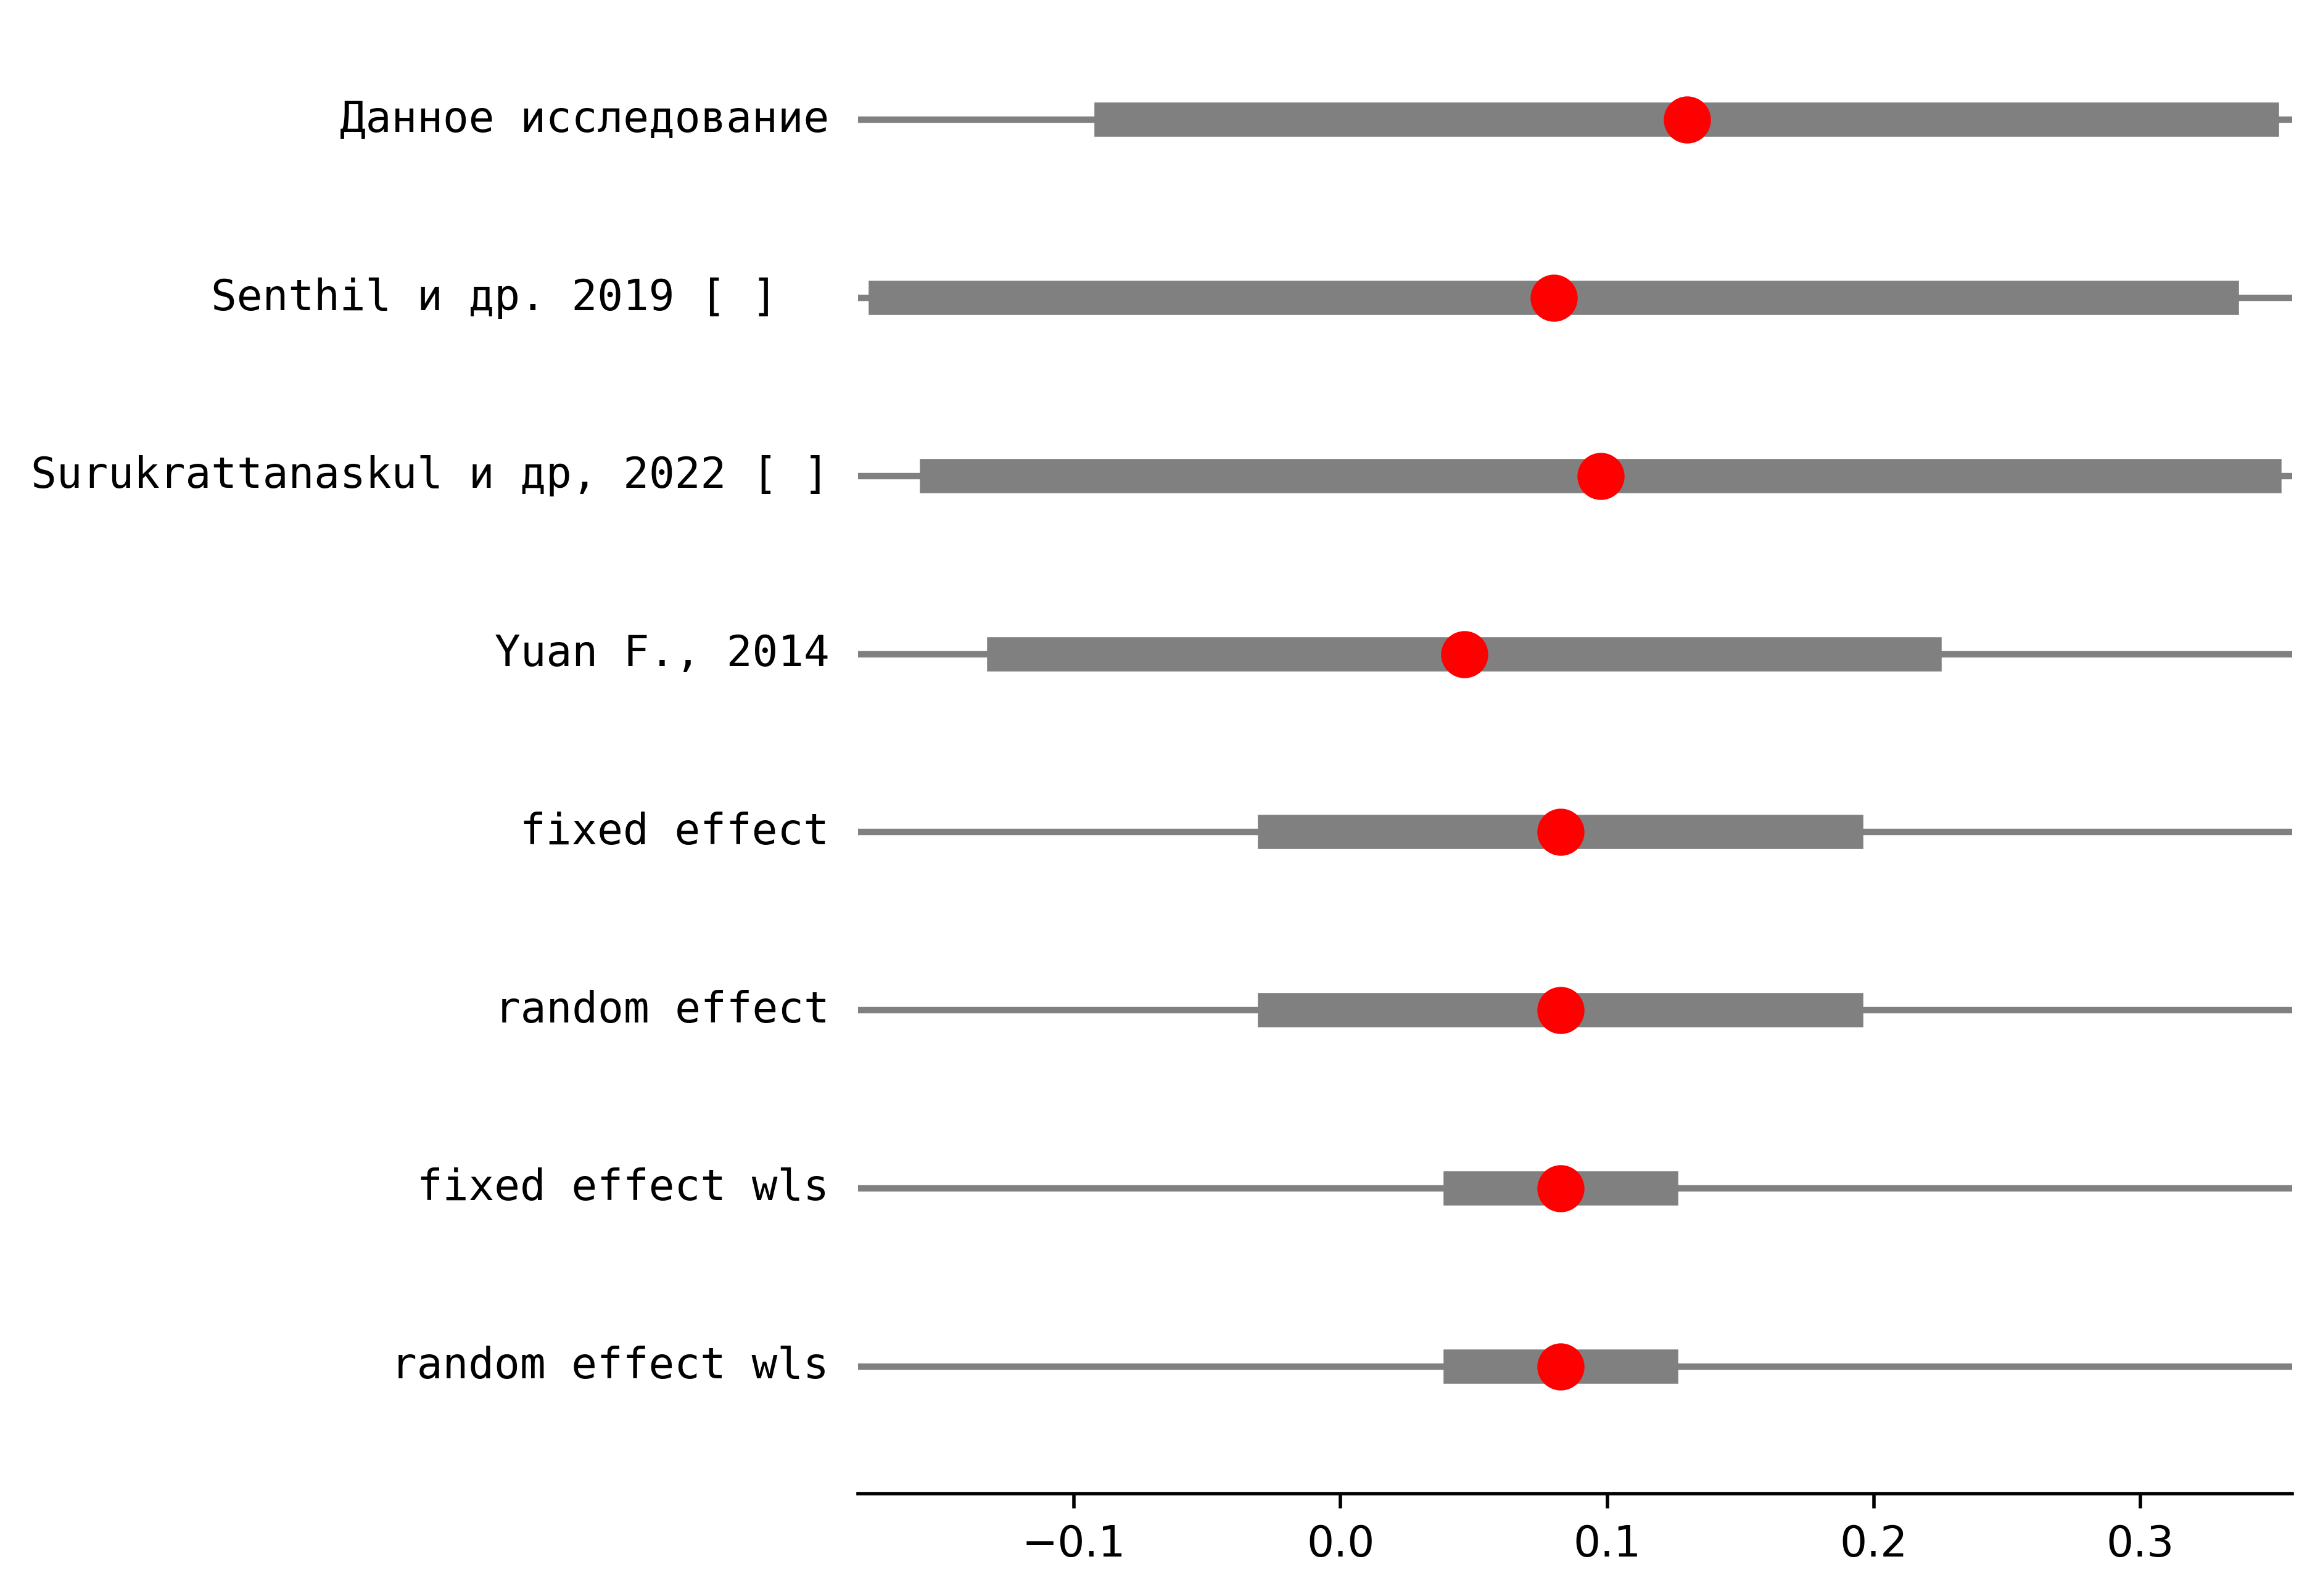 Данное исследование
Senthil и др. 2019 [ ]
Surukrattanaskul и др, 2022 [ ]
Yuan F., 2014
fixed effect
random effect
fixed effect wls
random effect wls
−0.1 0.0 0.1 0.2 0.3